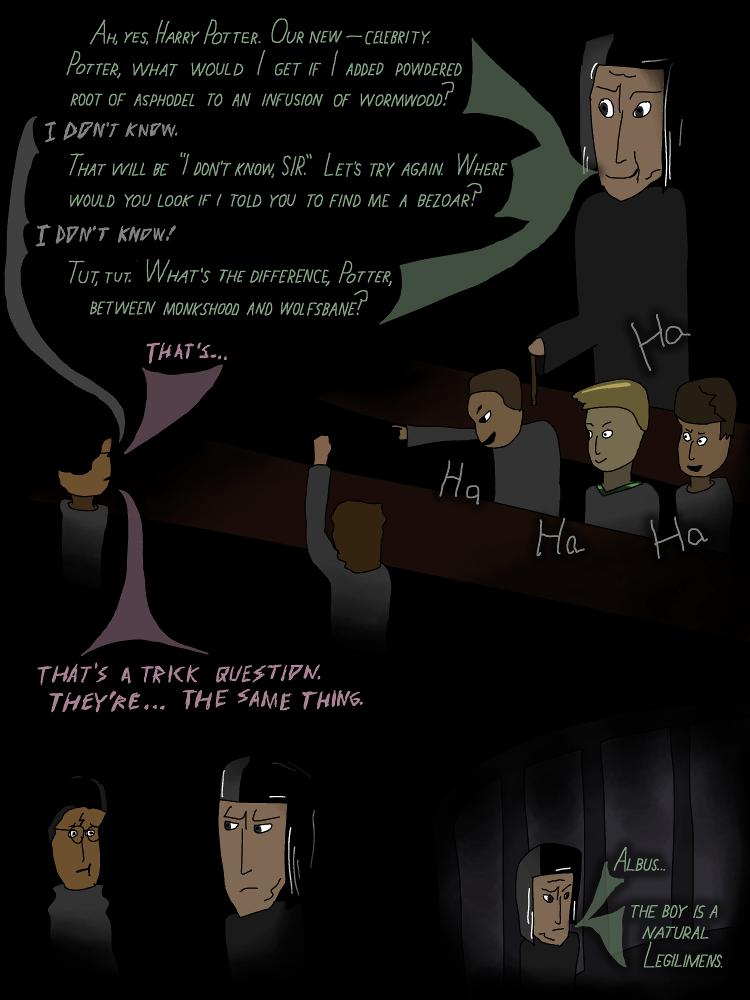 Ah, yes, Harry Potter. Our new — celebrity.
Potter, what would I get if I added powdered
root of asphodel to an infusion of wormwood?
I don't know.
That will be "I don't know, SIR." Let's try again. Where
would you look if I told you to find me a bezoar?
I don't know!
Tut, tut. What's the difference, Potter,
between monkshood and wolfsbane?
Ha
That's...
Ha
Ha
Ha
That's a trick question.
They're... the same thing.
Albus...
the boy is a
natural
Legilimens.